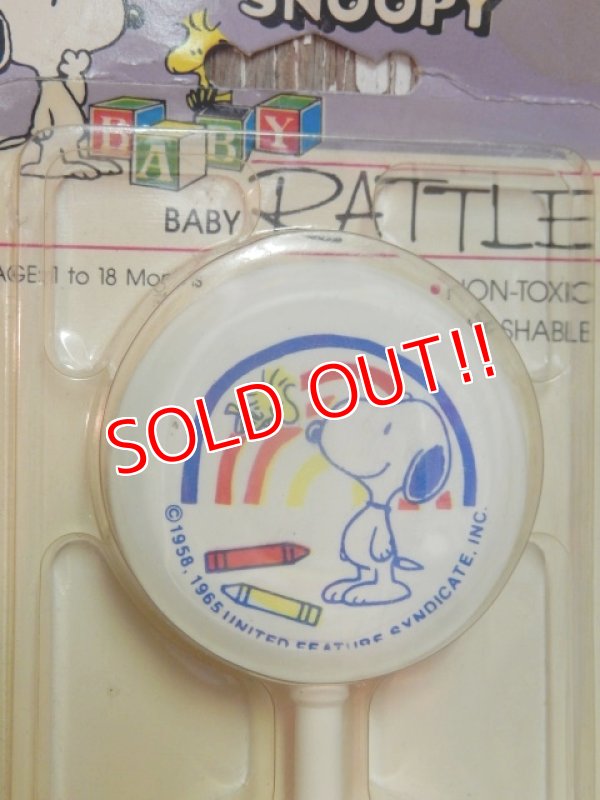 SNOOPY
BABY
BABY RATTLE
AGE: 1 to 18 Months
• NON-TOXIC
WASHABLE
SOLD OUT!!
©1958, 1965 UNITED FEATURE SYNDICATE, INC.